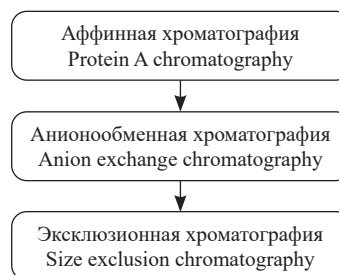 Аффинная хроматография
Protein A chromatography
Анионообменная хроматография
Anion exchange chromatography
Эксклюзионная хроматография
Size exclusion chromatography